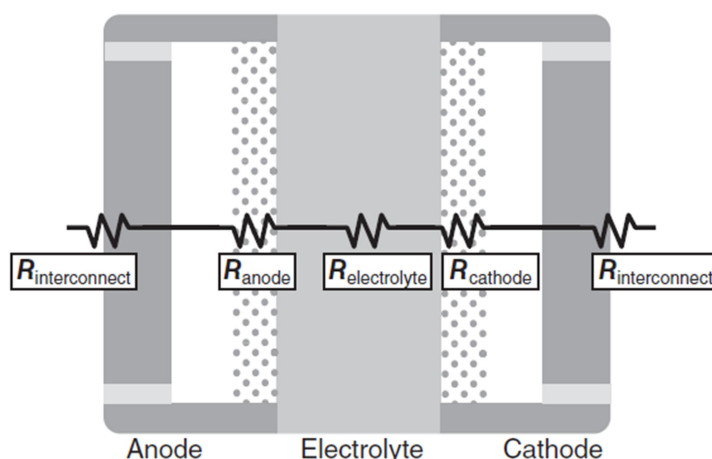 Rinterconnect
Ranode
Relectrolyte
Rcathode
Rinterconnect
Anode
Electrolyte
Cathode